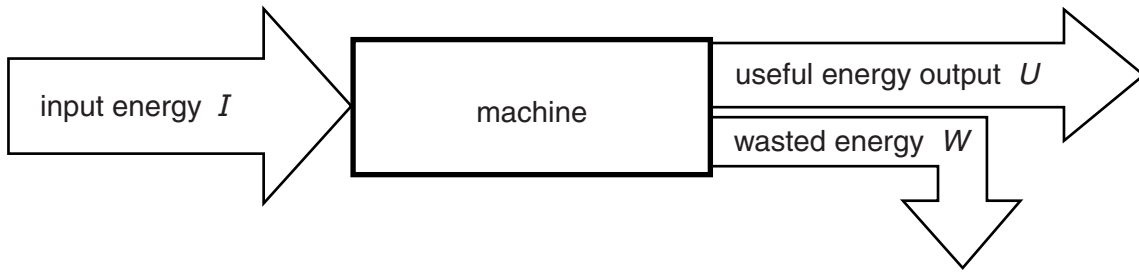 input energy I
machine
useful energy output U
wasted energy W